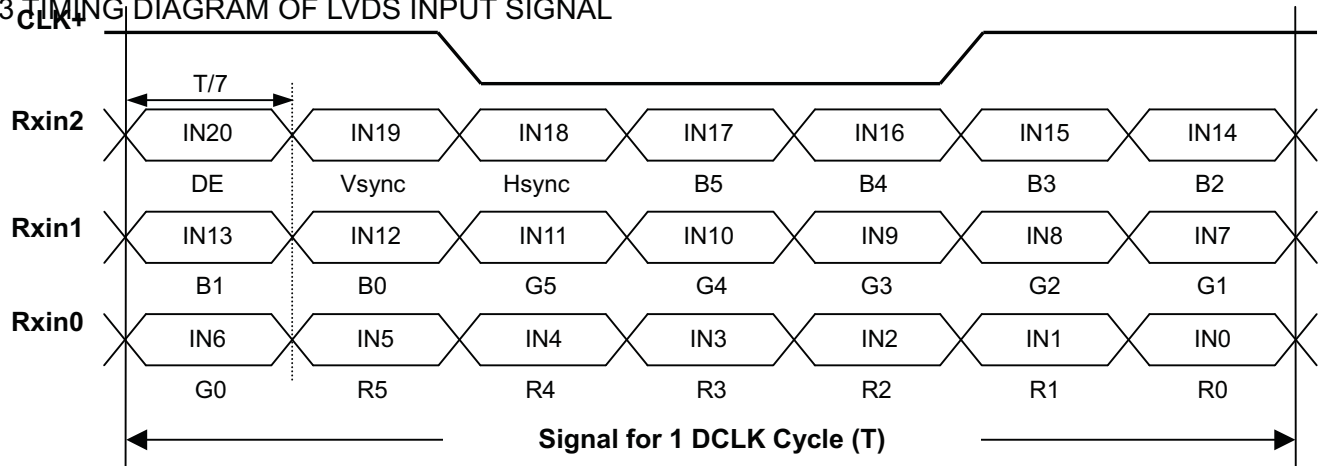 3 TIMING DIAGRAM OF LVDS INPUT SIGNAL
CLK+
T/7
Rxin2
IN20 IN19 IN18 IN17 IN16 IN15 IN14
DE Vsync Hsync B5 B4 B3 B2
Rxin1
IN13 IN12 IN11 IN10 IN9 IN8 IN7
B1 B0 G5 G4 G3 G2 G1
Rxin0
IN6 IN5 IN4 IN3 IN2 IN1 IN0
G0 R5 R4 R3 R2 R1 R0
Signal for 1 DCLK Cycle (T)